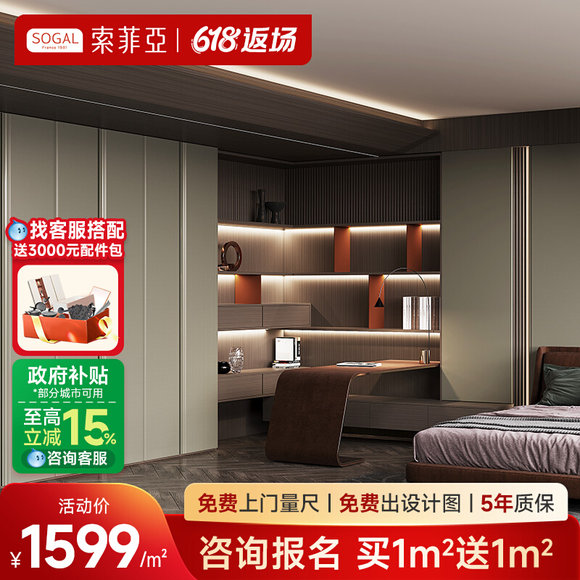 SOGAL
France 1981
索菲亞
618返场
找客服搭配
送3000元配件包
政府补贴
*部分城市可用
至高
立减
15%
咨询客服
活动价
¥1599/m²
免费上门量尺
免费出设计图
5年质保
咨询报名 买1m²送1m²